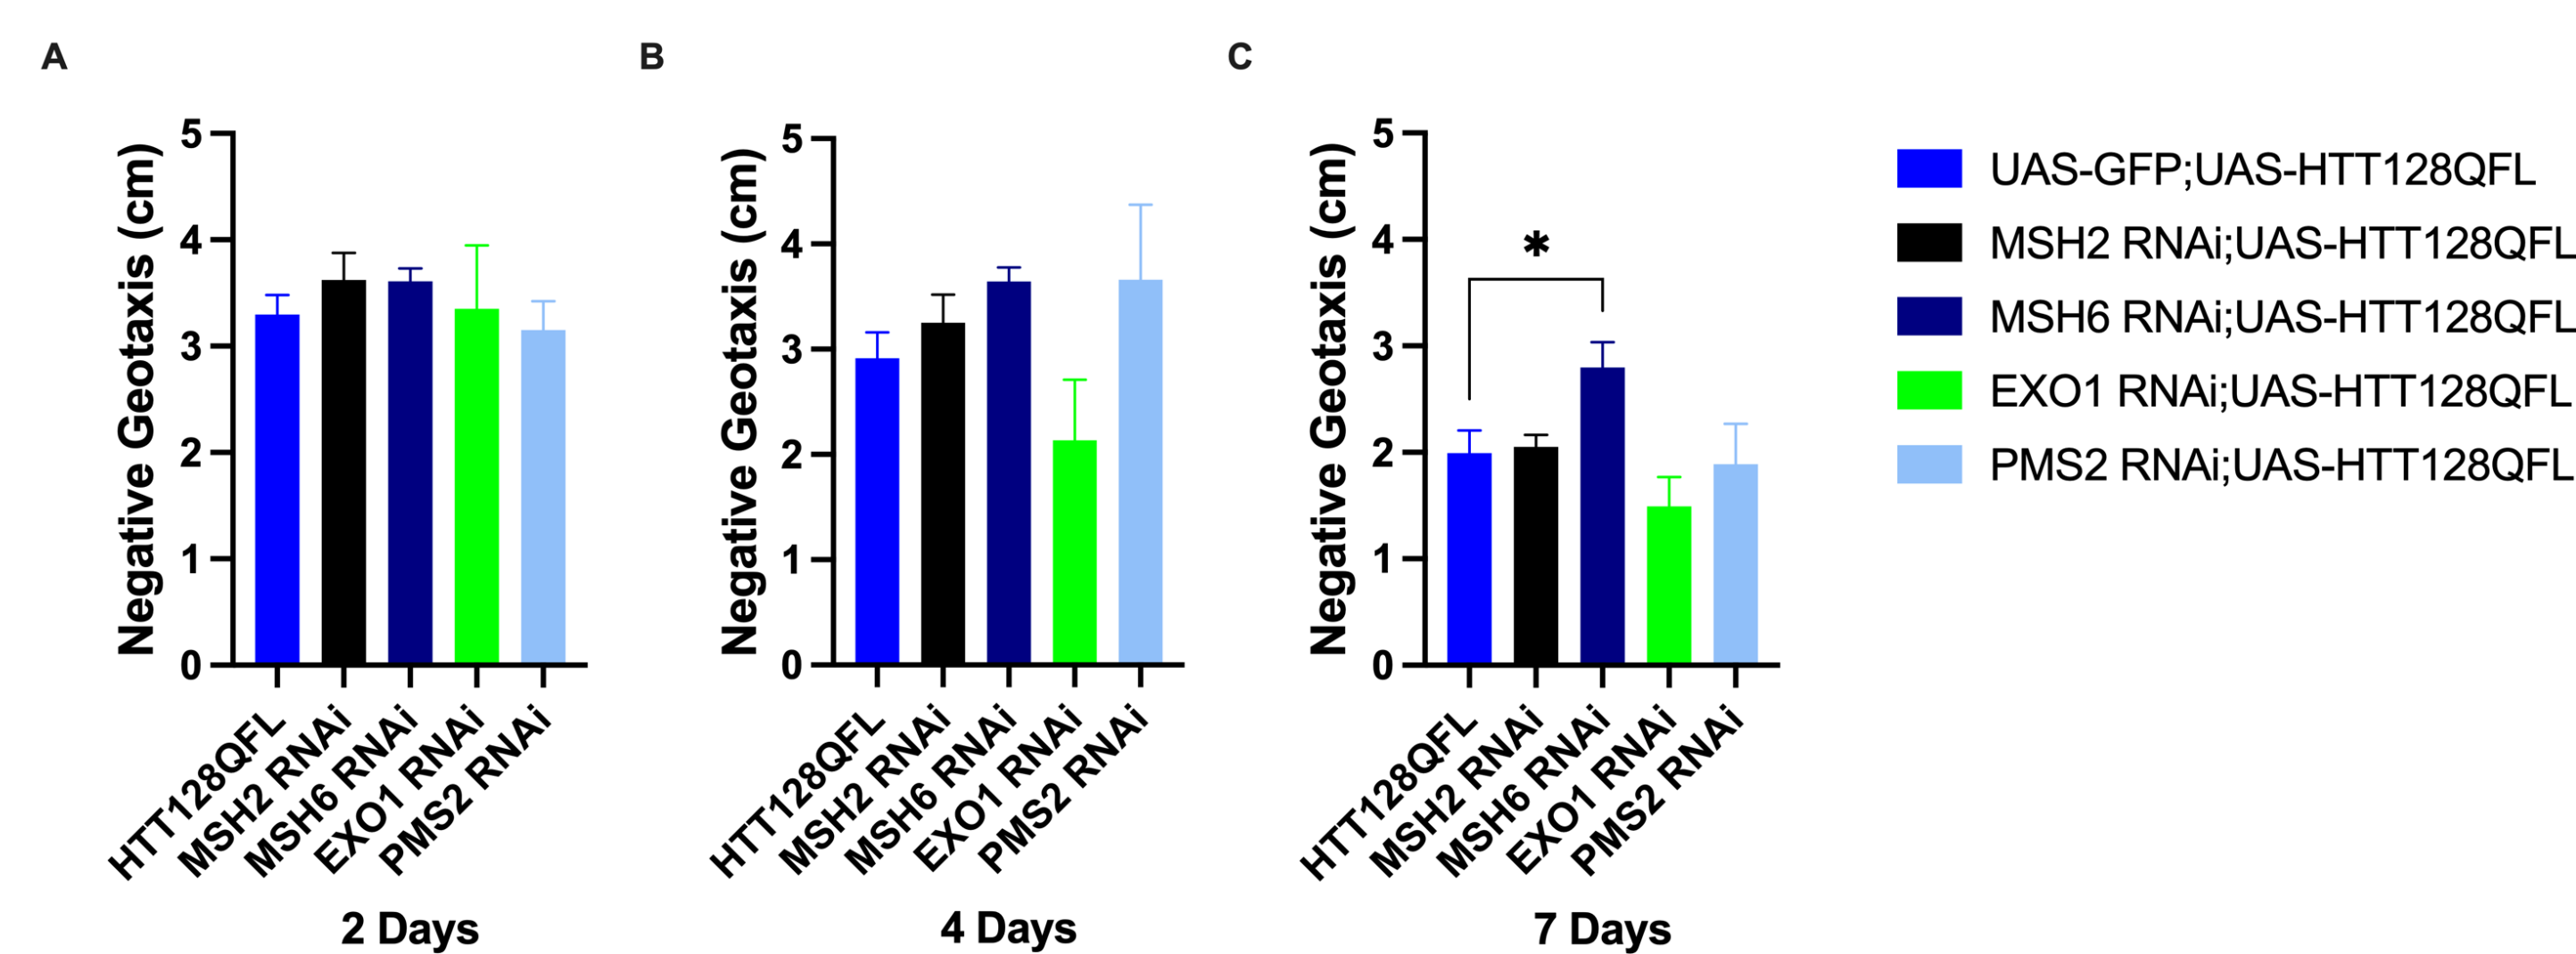 A
Negative Geotaxis (cm)
5
4
3
2
1
0
HTT128QFL
MSH2 RNAi
MSH6 RNAi
EXO1 RNAi
PMS2 RNAi
2 Days
B
Negative Geotaxis (cm)
5
4
3
2
1
0
HTT128QFL
MSH2 RNAi
MSH6 RNAi
EXO1 RNAi
PMS2 RNAi
4 Days
C
Negative Geotaxis (cm)
5
4
3
2
1
0
*
HTT128QFL
MSH2 RNAi
MSH6 RNAi
EXO1 RNAi
PMS2 RNAi
7 Days
UAS-GFP;UAS-HTT128QFL
MSH2 RNAi;UAS-HTT128QFL
MSH6 RNAi;UAS-HTT128QFL
EXO1 RNAi;UAS-HTT128QFL
PMS2 RNAi;UAS-HTT128QFL